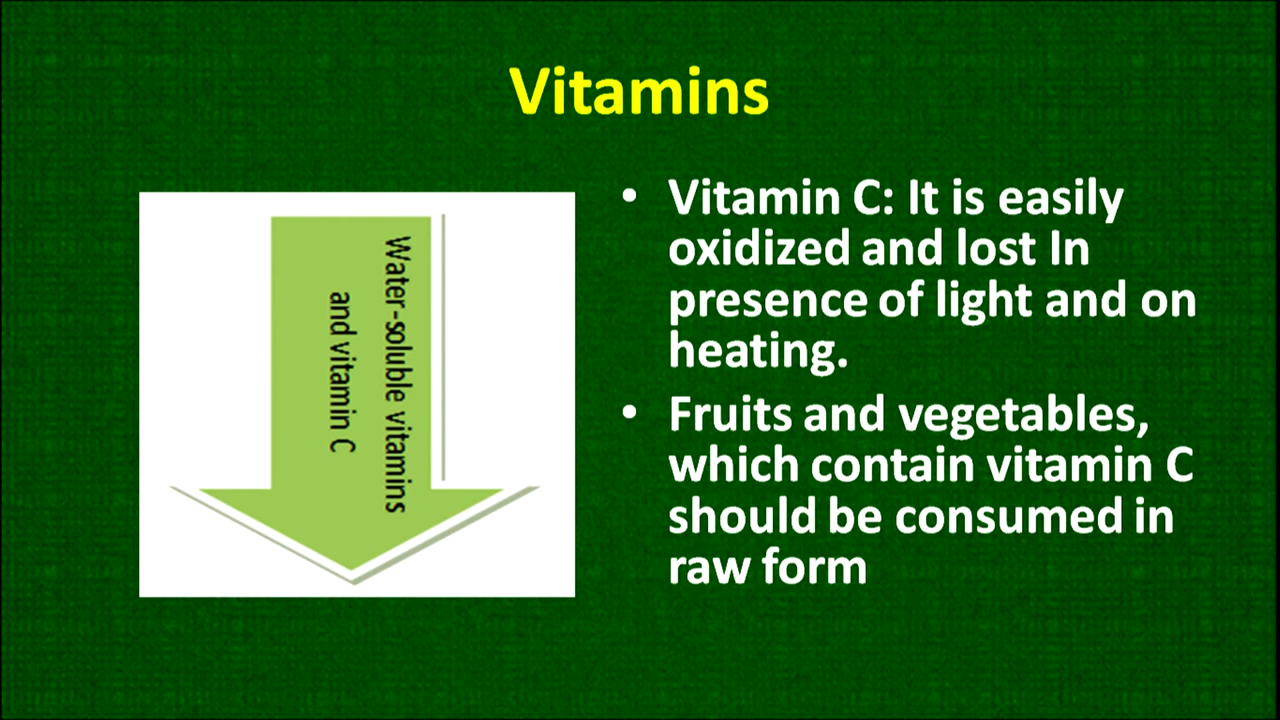 Vitamins
Water-soluble vitamins
and vitamin C
• Vitamin C: It is easily
oxidized and lost In
presence of light and on
heating.
• Fruits and vegetables,
which contain vitamin C
should be consumed in
raw form